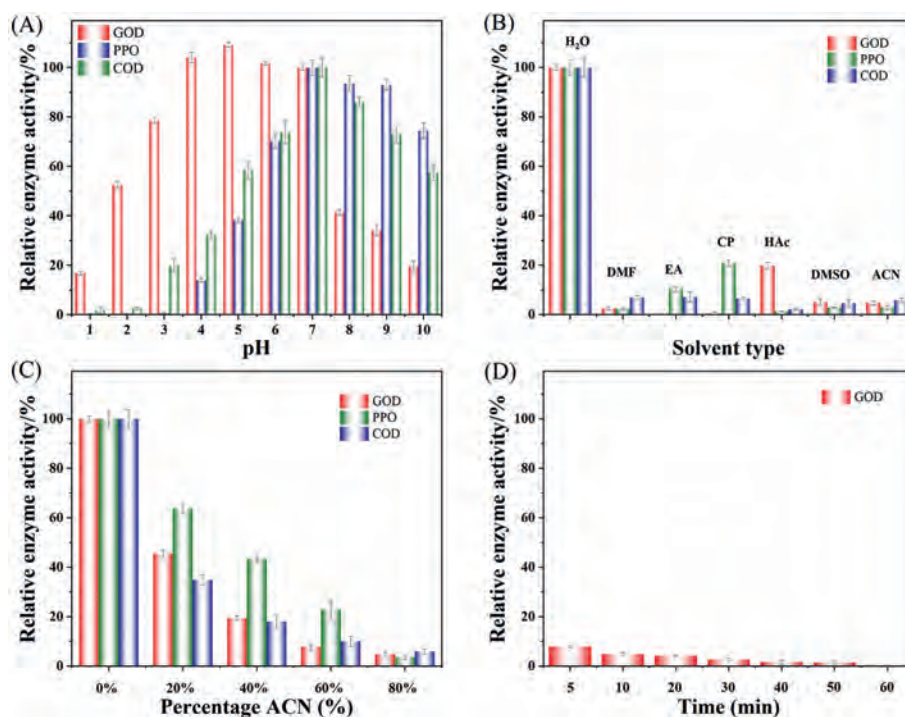 (A)
GOD
PPO
COD
Relative enzyme activity/%
100
80
60
40
20
0
1 2 3 4 5 6 7 8 9 10
pH
(B)
H₂O
GOD
PPO
COD
Relative enzyme activity/%
100
80
60
40
20
0
DMF EA CP HAc DMSO ACN
Solvent type
(C)
GOD
PPO
COD
Relative enzyme activity/%
100
80
60
40
20
0
0% 20% 40% 60% 80%
Percentage ACN (%)
(D)
GOD
Relative enzyme activity/%
100
80
60
40
20
0
5 10 20 30 40 50 60
Time (min)